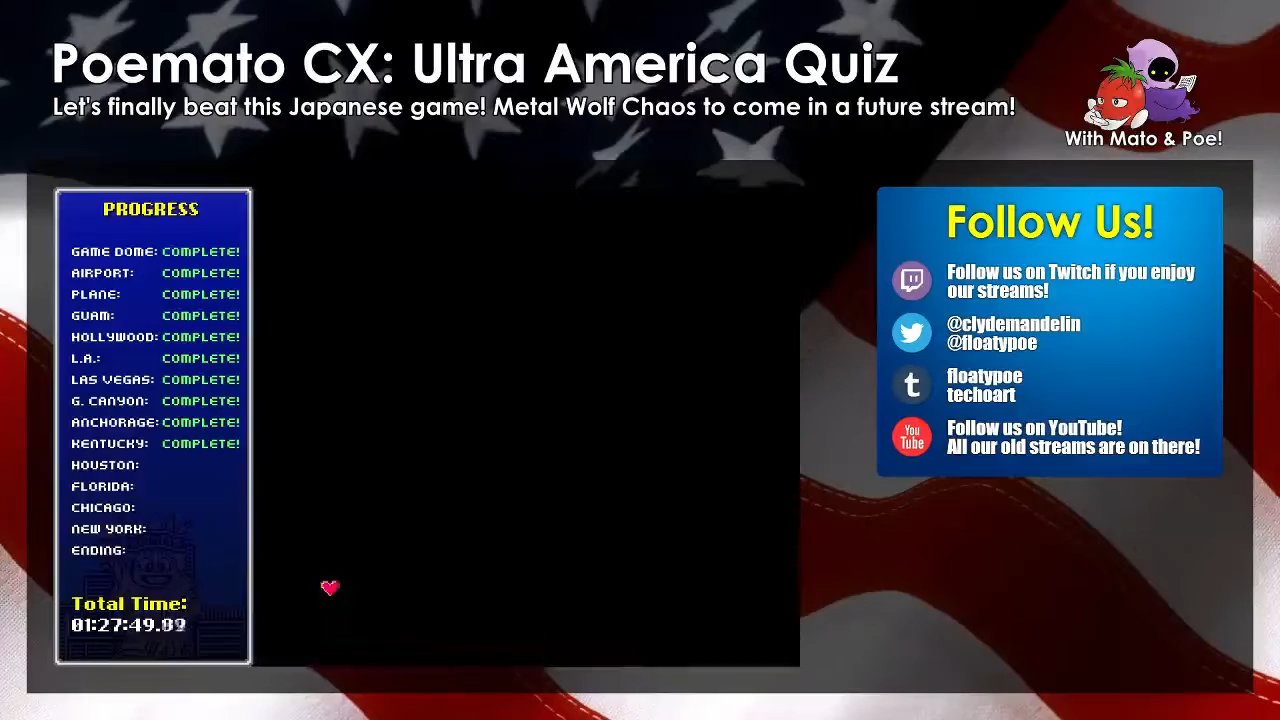 Poemato CX: Ultra America Quiz
Let's finally beat this Japanese game! Metal Wolf Chaos to come in a future stream!
With Mato & Poe!
PROGRESS
GAME DOME: COMPLETE!
AIRPORT: COMPLETE!
PLANE: COMPLETE!
GUAM: COMPLETE!
HOLLYWOOD: COMPLETE!
L.A.: COMPLETE!
LAS VEGAS: COMPLETE!
G. CANYON: COMPLETE!
ANCHORAGE: COMPLETE!
KENTUCKY: COMPLETE!
HOUSTON:
FLORIDA:
CHICAGO:
NEW YORK:
ENDING:
Total Time:
01:27:49.89
Follow Us!
Follow us on Twitch if you enjoy
our streams!
@clydemandelin
@floatypoe
t
floatypoe
techoart
You
Tube
Follow us on YouTube!
All our old streams are on there!